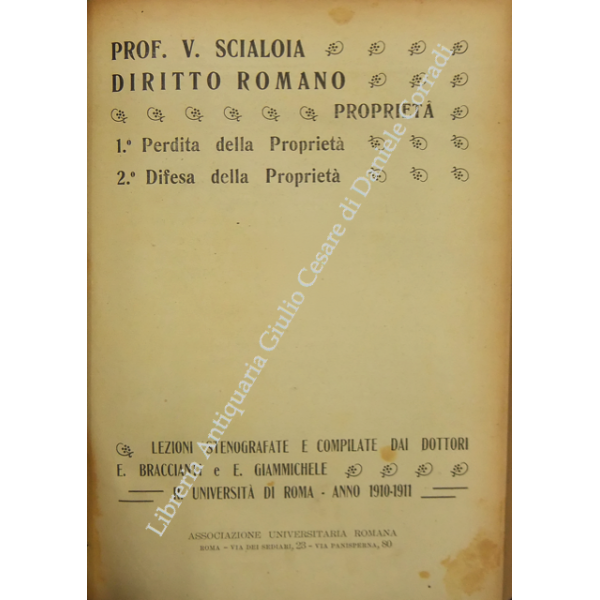 PROF. V. SCIALOIA
DIRITTO ROMANO
PROPRIETÀ
1.º Perdita della Proprietà
2.º Difesa della Proprietà
LEZIONI STENOGRAFATE E COMPILATE DAI DOTTORI
E. e E. GIAMMICHELE
R. UNIVERSITÀ DI ROMA - ANNO 1910-1911
ASSOCIAZIONE UNIVERSITARIA ROMANA
ROMA - VIA DEI SEDIARI, 23 - VIA PANISPERNA, 80
Libreria Antiquaria Giulio Cesare di Daniele Corradi